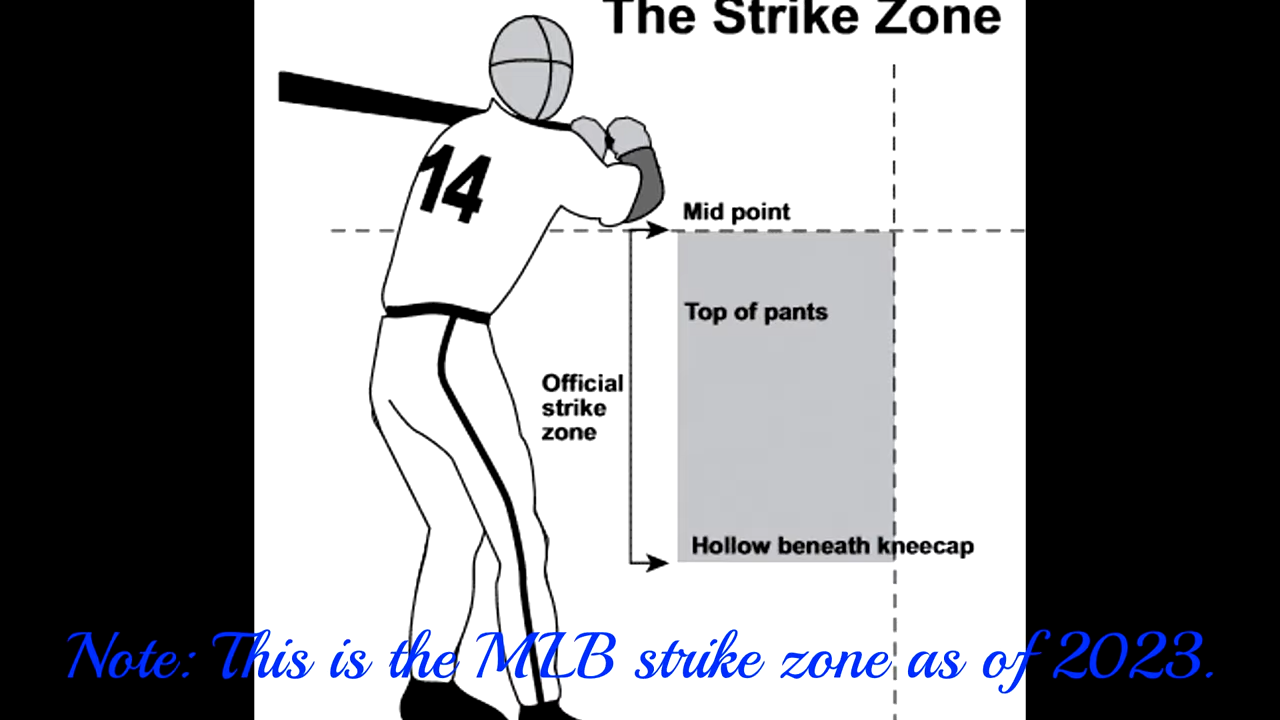 The Strike Zone
14
Mid point
Top of pants
Official
strike
zone
Hollow beneath kneecap
Note: This is the MLB strike zone as of 2023.